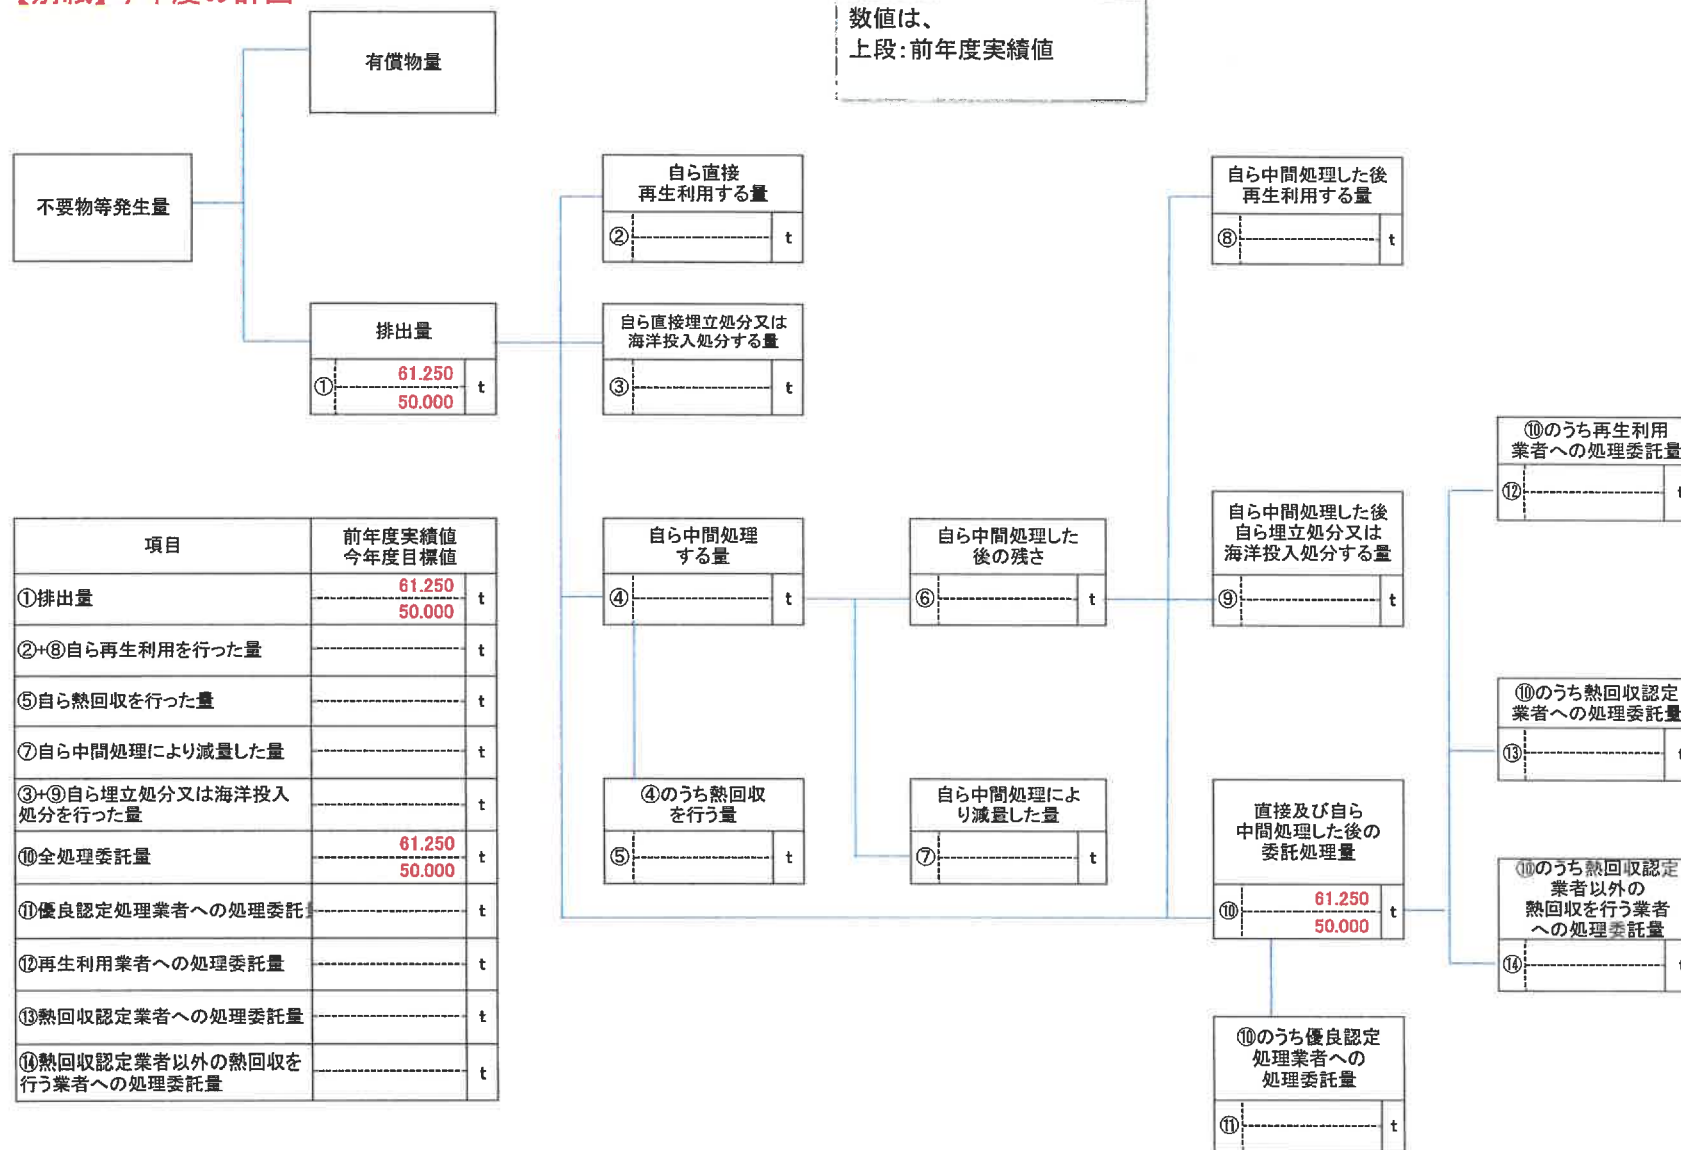 年度の計画
数値は、
上段:前年度実績値
有償物量
不要物等発生量
排出量
① 61.250 t
50.000
自ら直接
再生利用する量
② t
自ら直接埋立処分又は
海洋投入処分する量
③ t
自ら中間処理
する量
④ t
④のうち熱回収
を行う量
⑤ t
自ら中間処理した
後の残さ
⑥ t
自ら中間処理によ
り減量した量
⑦ t
自ら中間処理した後
再生利用する量
⑧ t
自ら中間処理した後
自ら埋立処分又は
海洋投入処分する量
⑨ t
直接及び自ら
中間処理した後の
委託処理量
⑩ 61.250 t
50.000
⑩のうち優良認定
処理業者への
処理委託量
⑪ t
⑩のうち再生利用
業者への処理委託量
⑫ t
⑩のうち熱回収認定
業者への処理委託量
⑬ t
⑩のうち熱回収認定
業者以外の
熱回収を行う業者
への処理委託量
⑭ t
項目 前年度実績値
今年度目標値
①排出量 61.250 t
50.000
②+⑧自ら再生利用を行った量 t
⑤自ら熱回収を行った量 t
⑦自ら中間処理により減量した量 t
③+⑨自ら埋立処分又は海洋投入
処分を行った量 t
⑩全処理委託量 61.250 t
50.000
⑪優良認定処理業者への処理委託 t
⑫再生利用業者への処理委託量 t
⑬熱回収認定業者への処理委託量 t
⑭熱回収認定業者以外の熱回収を
行う業者への処理委託量 t